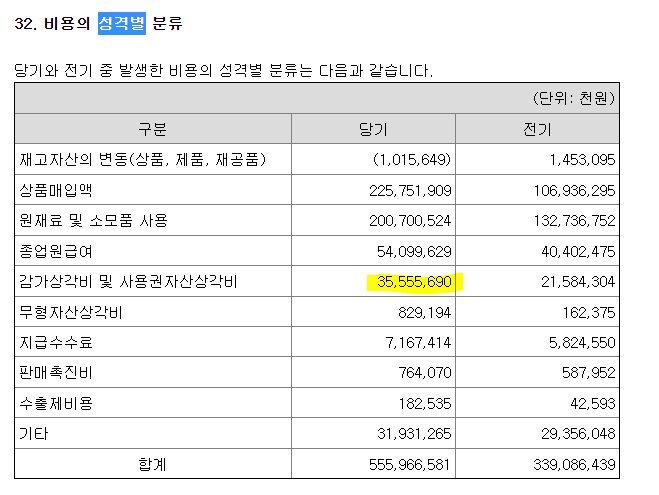 32. 비용의 성격별 분류
당기와 전기 중 발생한 비용의 성격별 분류는 다음과 같습니다.
(단위: 천원)
구분 당기 전기
재고자산의 변동(상품, 제품, 재공품) (1,015,649) 1,453,095
상품매입액 225,751,909 106,936,295
원재료 및 소모품 사용 200,700,524 132,736,752
종업원급여 54,099,629 40,402,475
감가상각비 및 사용권자산상각비 35,555,690 21,584,304
무형자산상각비 829,194 162,375
지급수수료 7,167,414 5,824,550
판매촉진비 764,070 587,952
수출제비용 182,535 42,593
기타 31,931,265 29,356,048
합계 555,966,581 339,086,439